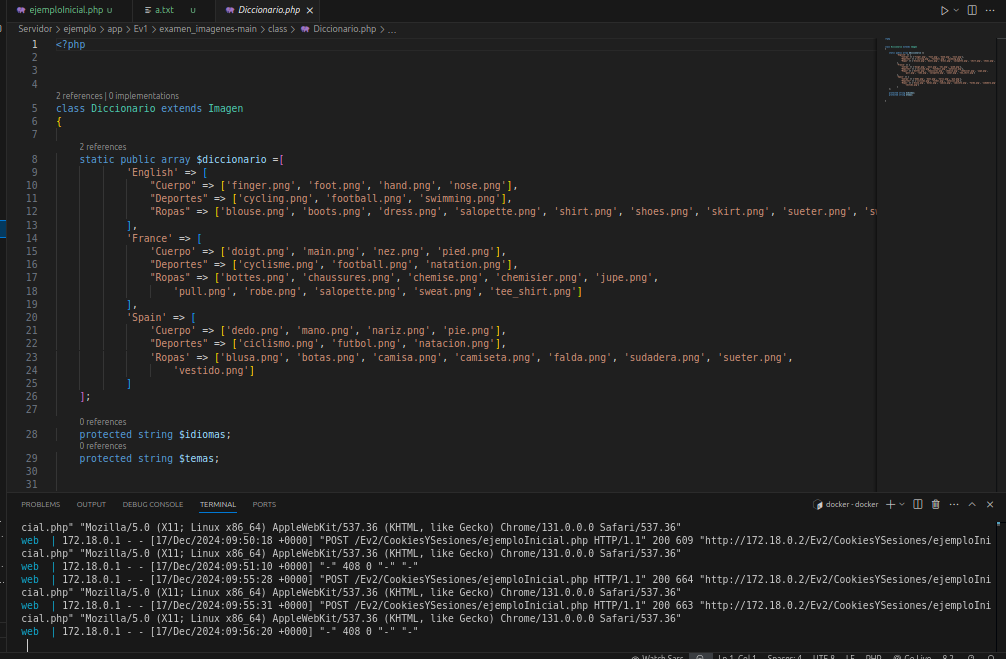 ejemploInicial.php U
a.txt U
Diccionario.php
Servidor > ejemplo > app > Ev1 > examen_imagenes-main > class > Diccionario.php > ...
1 <?php
2
3
4
2 references | 0 implementations
5 class Diccionario extends Imagen
6 {
7
2 references
8 static public array $diccionario =[
9 'English' => [
10 "Cuerpo" => ['finger.png', 'foot.png', 'hand.png', 'nose.png'],
11 "Deportes" => ['cycling.png', 'football.png', 'swimming.png'],
12 "Ropas" => ['blouse.png', 'boots.png', 'dress.png', 'salopette.png', 'shirt.png', 'shoes.png', 'skirt.png', 'sueter.png',
13 ],
14 'France' => [
15 'Cuerpo' => ['doigt.png', 'main.png', 'nez.png', 'pied.png'],
16 "Deportes" => ['cyclisme.png', 'football.png', 'natation.png'],
17 "Ropas" => ['bottes.png', 'chaussures.png', 'chemise.png', 'chemisier.png', 'jupe.png',
18 'pull.png', 'robe.png', 'salopette.png', 'sweat.png', 'tee_shirt.png']
19 ],
20 'Spain' => [
21 'Cuerpo' => ['dedo.png', 'mano.png', 'nariz.png', 'pie.png'],
22 "Deportes" => ['ciclismo.png', 'futbol.png', 'natacion.png'],
23 'Ropas' => ['blusa.png', 'botas.png', 'camisa.png', 'camiseta.png', 'falda.png', 'sudadera.png', 'sueter.png',
24 'vestido.png']
25 ]
26 ];
27
0 references
28 protected string $idiomas;
0 references
29 protected string $temas;
30
31
PROBLEMS OUTPUT DEBUG CONSOLE TERMINAL PORTS docker - docker
cial.php" "Mozilla/5.0 (X11; Linux x86_64) AppleWebKit/537.36 (KHTML, like Gecko) Chrome/131.0.0.0 Safari/537.36"
web | 172.18.0.1 - - [17/Dec/2024:09:50:18 +0000] "POST /Ev2/CookiesYSesiones/ejemploInicial.php HTTP/1.1" 200 609 "http://172.18.0.2/Ev2/CookiesYSesiones/ejemploIni
cial.php" "Mozilla/5.0 (X11; Linux x86_64) AppleWebKit/537.36 (KHTML, like Gecko) Chrome/131.0.0.0 Safari/537.36"
web | 172.18.0.1 - - [17/Dec/2024:09:51:10 +0000] "-" 408 0 "-" "-"
web | 172.18.0.1 - - [17/Dec/2024:09:55:28 +0000] "POST /Ev2/CookiesYSesiones/ejemploInicial.php HTTP/1.1" 200 664 "http://172.18.0.2/Ev2/CookiesYSesiones/ejemploIni
cial.php" "Mozilla/5.0 (X11; Linux x86_64) AppleWebKit/537.36 (KHTML, like Gecko) Chrome/131.0.0.0 Safari/537.36"
web | 172.18.0.1 - - [17/Dec/2024:09:55:31 +0000] "POST /Ev2/CookiesYSesiones/ejemploInicial.php HTTP/1.1" 200 663 "http://172.18.0.2/Ev2/CookiesYSesiones/ejemploIni
cial.php" "Mozilla/5.0 (X11; Linux x86_64) AppleWebKit/537.36 (KHTML, like Gecko) Chrome/131.0.0.0 Safari/537.36"
web | 172.18.0.1 - - [17/Dec/2024:09:56:20 +0000] "-" 408 0 "-" "-"
Watch Sass Ln 1, Col 1 Spaces: 4 UTF-8 LF PHP Go Live